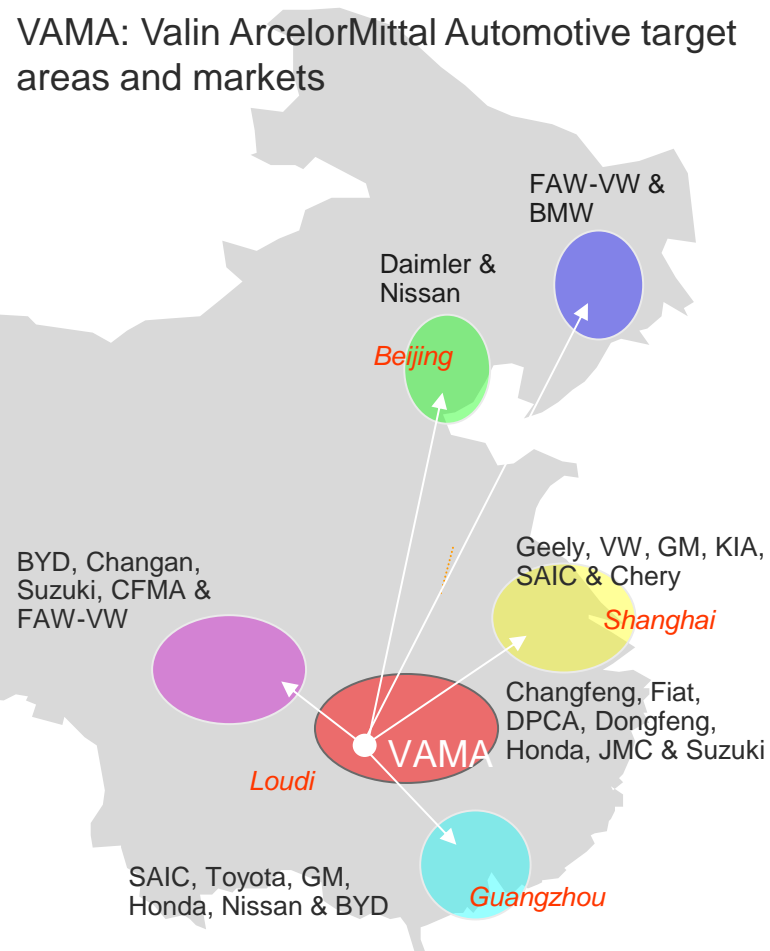 VAMA: Valin ArcelorMittal Automotive target
areas and markets
FAW-VW &
BMW
Daimler &
Nissan
Beijing
BYD, Changan,
Suzuki, CFMA &
FAW-VW
Geely, VW, GM, KIA,
SAIC & Chery
Shanghai
Changfeng, Fiat,
DPCA, Dongfeng,
Honda, JMC & Suzuki
VAMA
Loudi
SAIC, Toyota, GM,
Honda, Nissan & BYD
Guangzhou